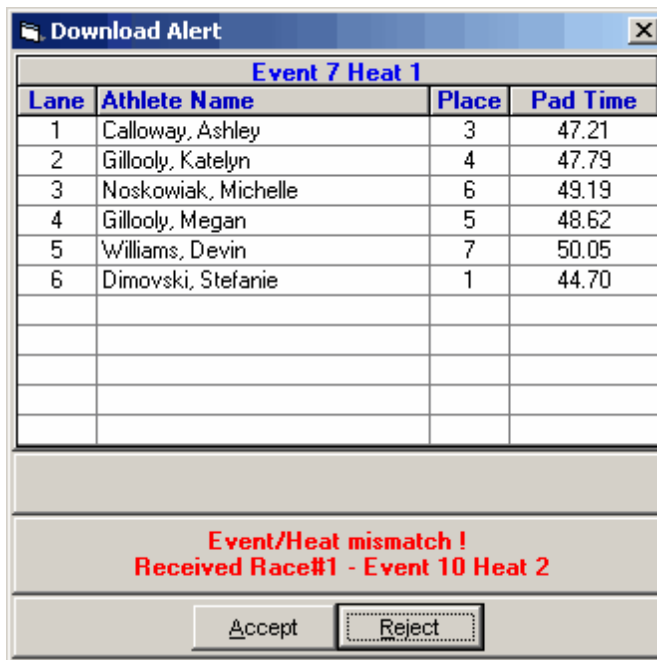 Download Alert
Event 7 Heat 1
Lane Athlete Name Place Pad Time
1 Calloway, Ashley 3 47.21
2 Gillooly, Katelyn 4 47.79
3 Noskowiak, Michelle 6 49.19
4 Gillooly, Megan 5 48.62
5 Williams, Devin 7 50.05
6 Dimovski, Stefanie 1 44.70
Event/Heat mismatch !
Received Race#1 - Event 10 Heat 2
Accept Reject